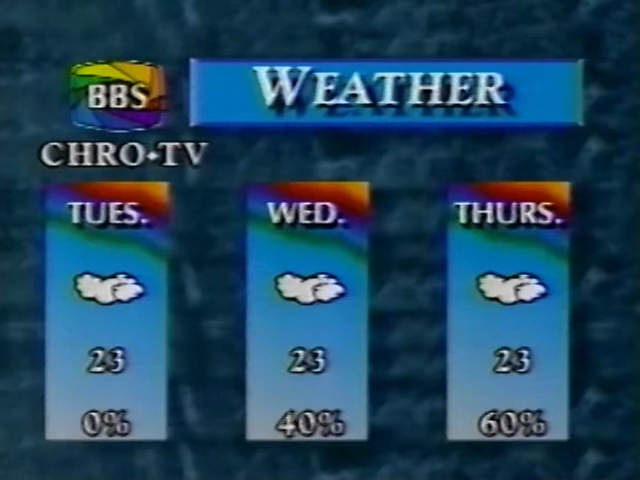 BBS
WEATHER
CHRO•TV
TUES. WED. THURS.
23 23 23
0% 40% 60%